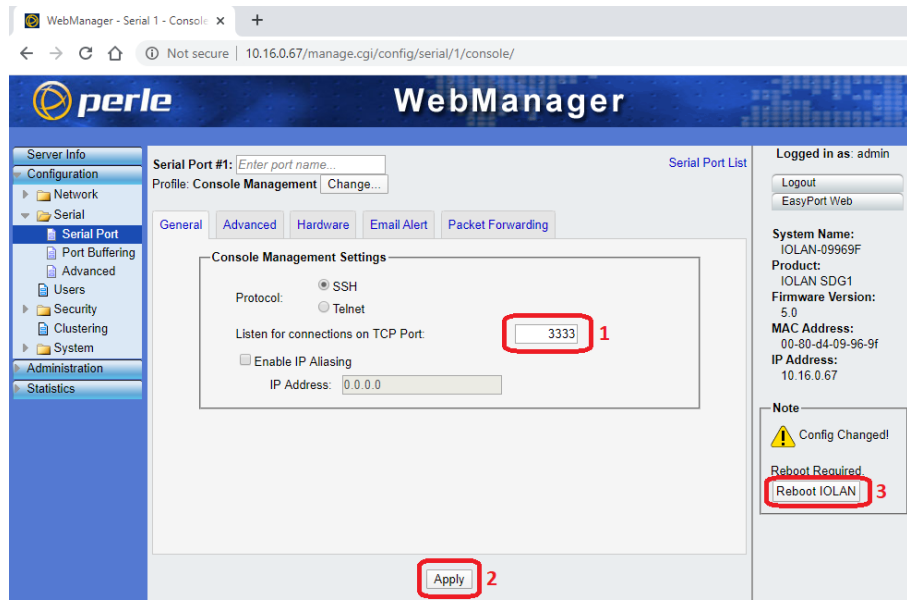 WebManager - Serial 1 - Console
Not secure | 10.16.0.67/manage.cgi/config/serial/1/console/
perle
WebManager
Server Info
Configuration
Network
Serial
Serial Port
Port Buffering
Advanced
Users
Security
Clustering
System
Administration
Statistics
Serial Port #1: Enter port name...
Serial Port List
Profile: Console Management Change...
General Advanced Hardware Email Alert Packet Forwarding
Console Management Settings
Protocol:
SSH
Telnet
Listen for connections on TCP Port: 3333 1
Enable IP Aliasing
IP Address: 0.0.0.0
Apply 2
Logged in as: admin
Logout
EasyPort Web
System Name:
IOLAN-09969F
Product:
IOLAN SDG1
Firmware Version:
5.0
MAC Address:
00-80-d4-09-96-9f
IP Address:
10.16.0.67
Note
Config Changed!
Reboot Required.
Reboot IOLAN 3